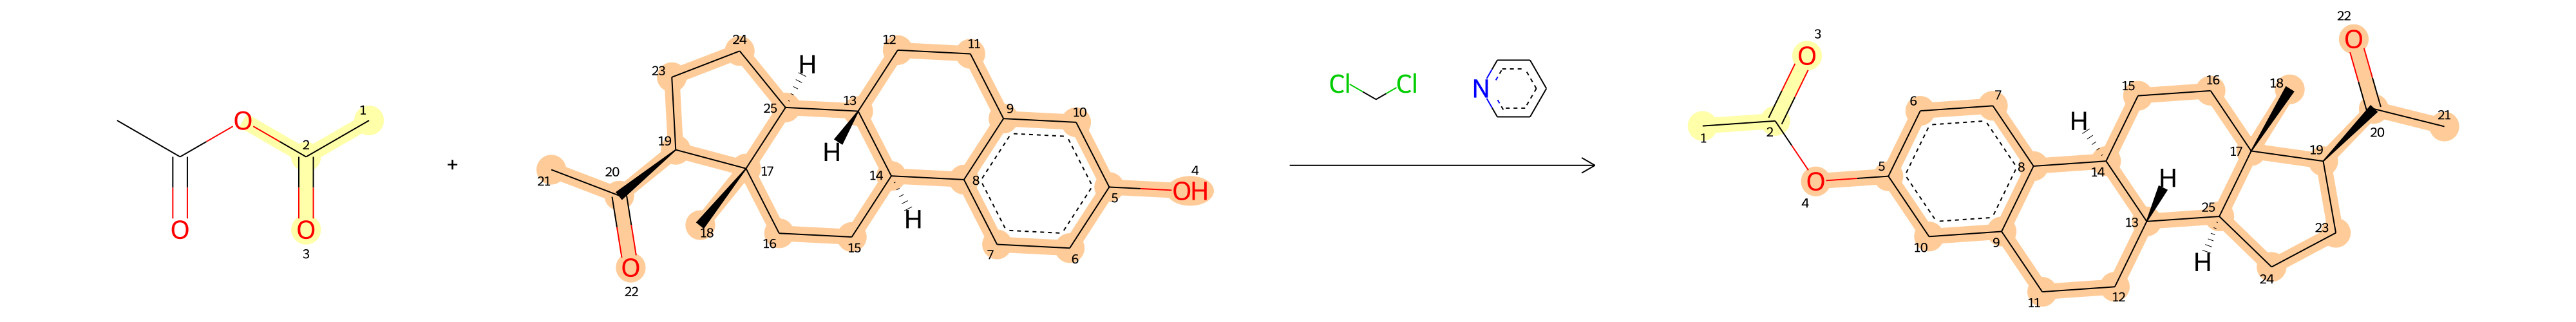 O 1 2 O O 3
+
24 H 12 11 23 25 13 9 10 19 H 20 17 14 8 4 OH 5 21 H 18 16 15 7 6 O 22
Cl Cl N
3 O 1 2 O 4 5 6 7 8 9 10 H 14 15 16 18 17 H 13 25 H 11 12 19 20 21 22 O 23 24